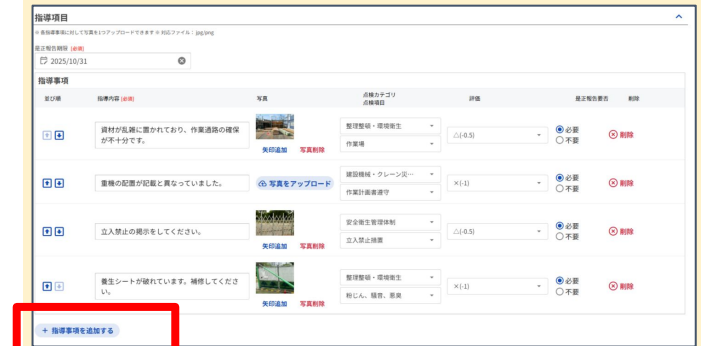 指導項目
※ 各指導事項に対して写真を1つアップロードできます ※ 対応ファイル：jpg/png
是正報告期限 (必須)
2025/10/31
指導事項
並び順 指導内容 (必須) 写真 点検カテゴリ 点検項目 評価 是正報告要否 削除
資材が乱雑に置かれており、作業通路の確保
が不十分です。
矢印追加 写真削除
整理整頓・環境衛生
作業場
△(-0.5)
必要
不要
削除
重機の配置が記載と異なっていました。
写真をアップロード
建設機械・クレーン災…
作業計画書遵守
×(-1)
必要
不要
削除
立入禁止の掲示をしてください。
矢印追加 写真削除
安全衛生管理体制
立入禁止措置
△(-0.5)
必要
不要
削除
養生シートが破れています。補修してくださ
い。
矢印追加 写真削除
整理整頓・環境衛生
粉じん、騒音、悪臭
×(-1)
必要
不要
削除
+ 指導事項を追加する